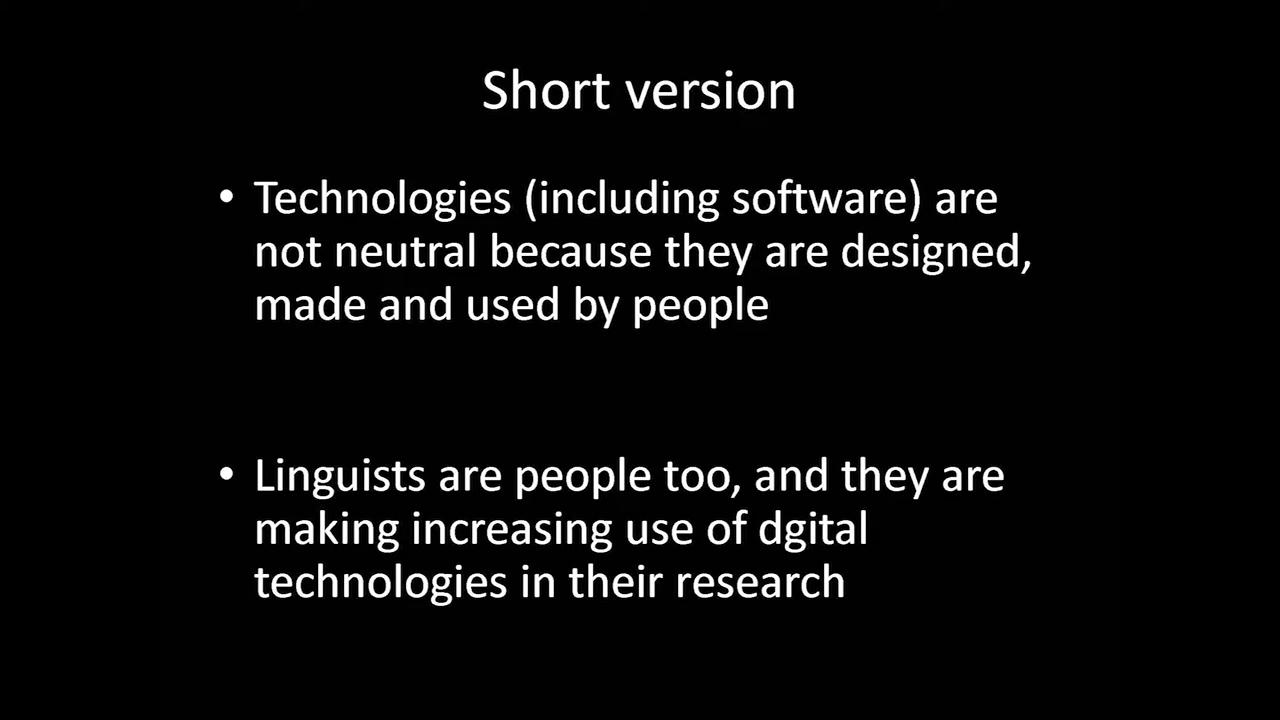 Short version
• Technologies (including software) are
not neutral because they are designed,
made and used by people
• Linguists are people too, and they are
making increasing use of dgital
technologies in their research